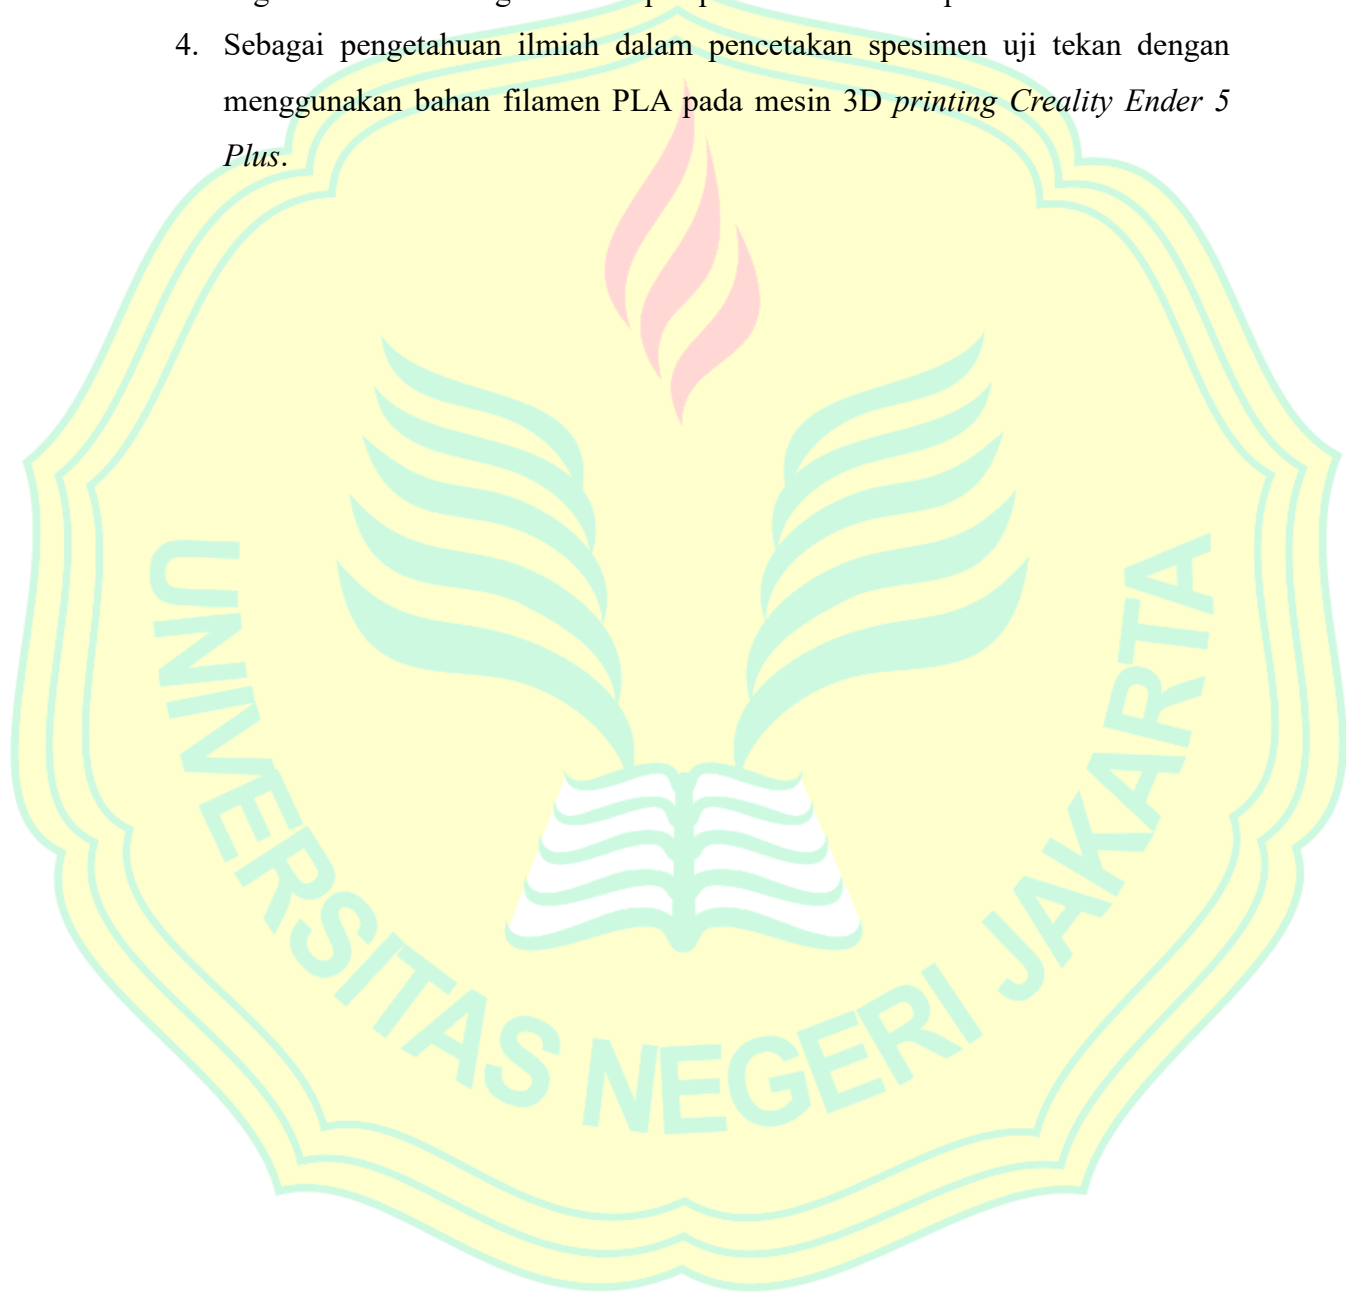 4. Sebagai pengetahuan ilmiah dalam pencetakan spesimen uji tekan dengan
menggunakan bahan filamen PLA pada mesin 3D printing Creality Ender 5
Plus.
UNIVERSITAS NEGERI JAKARTA